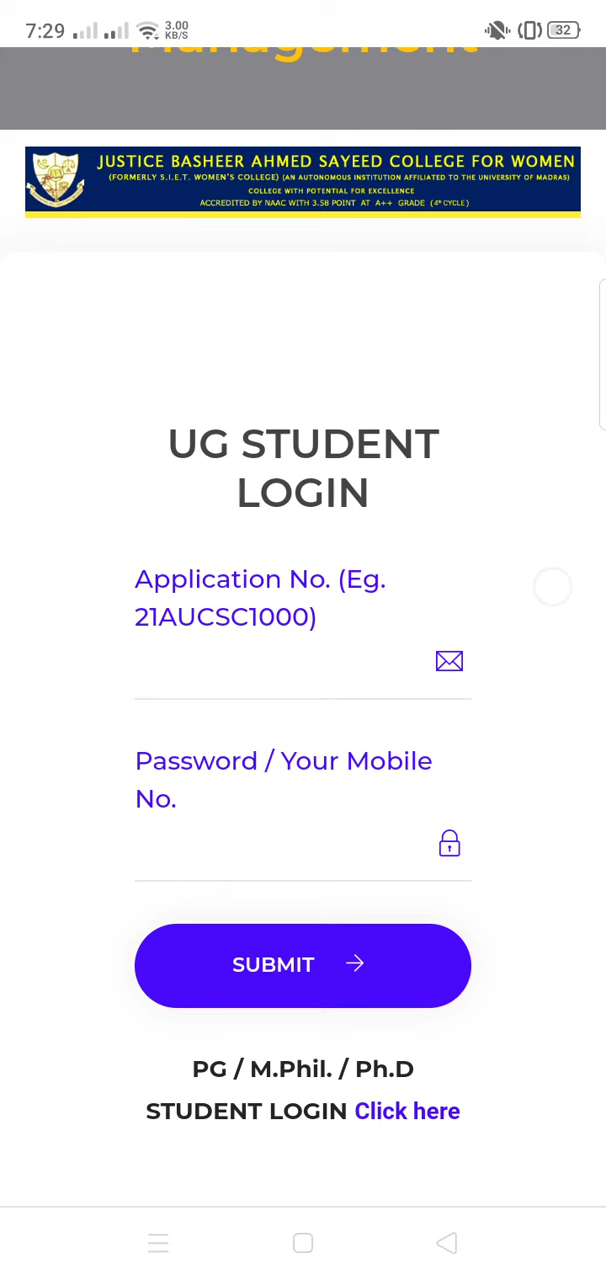 7:29 3.00 KB/S 32
Management
JUSTICE BASHEER AHMED SAYEED COLLEGE FOR WOMEN
(FORMERLY S.I.E.T. WOMEN'S COLLEGE) (AN AUTONOMOUS INSTITUTION AFFILIATED TO THE UNIVERSITY OF MADRAS)
COLLEGE WITH POTENTIAL FOR EXCELLENCE
ACCREDITED BY NAAC WITH 3.58 POINT AT A++ GRADE (4th CYCLE)
UG STUDENT
LOGIN
Application No. (Eg.
21AUCSC1000)
Password / Your Mobile
No.
SUBMIT
PG / M.Phil. / Ph.D
STUDENT LOGIN Click here